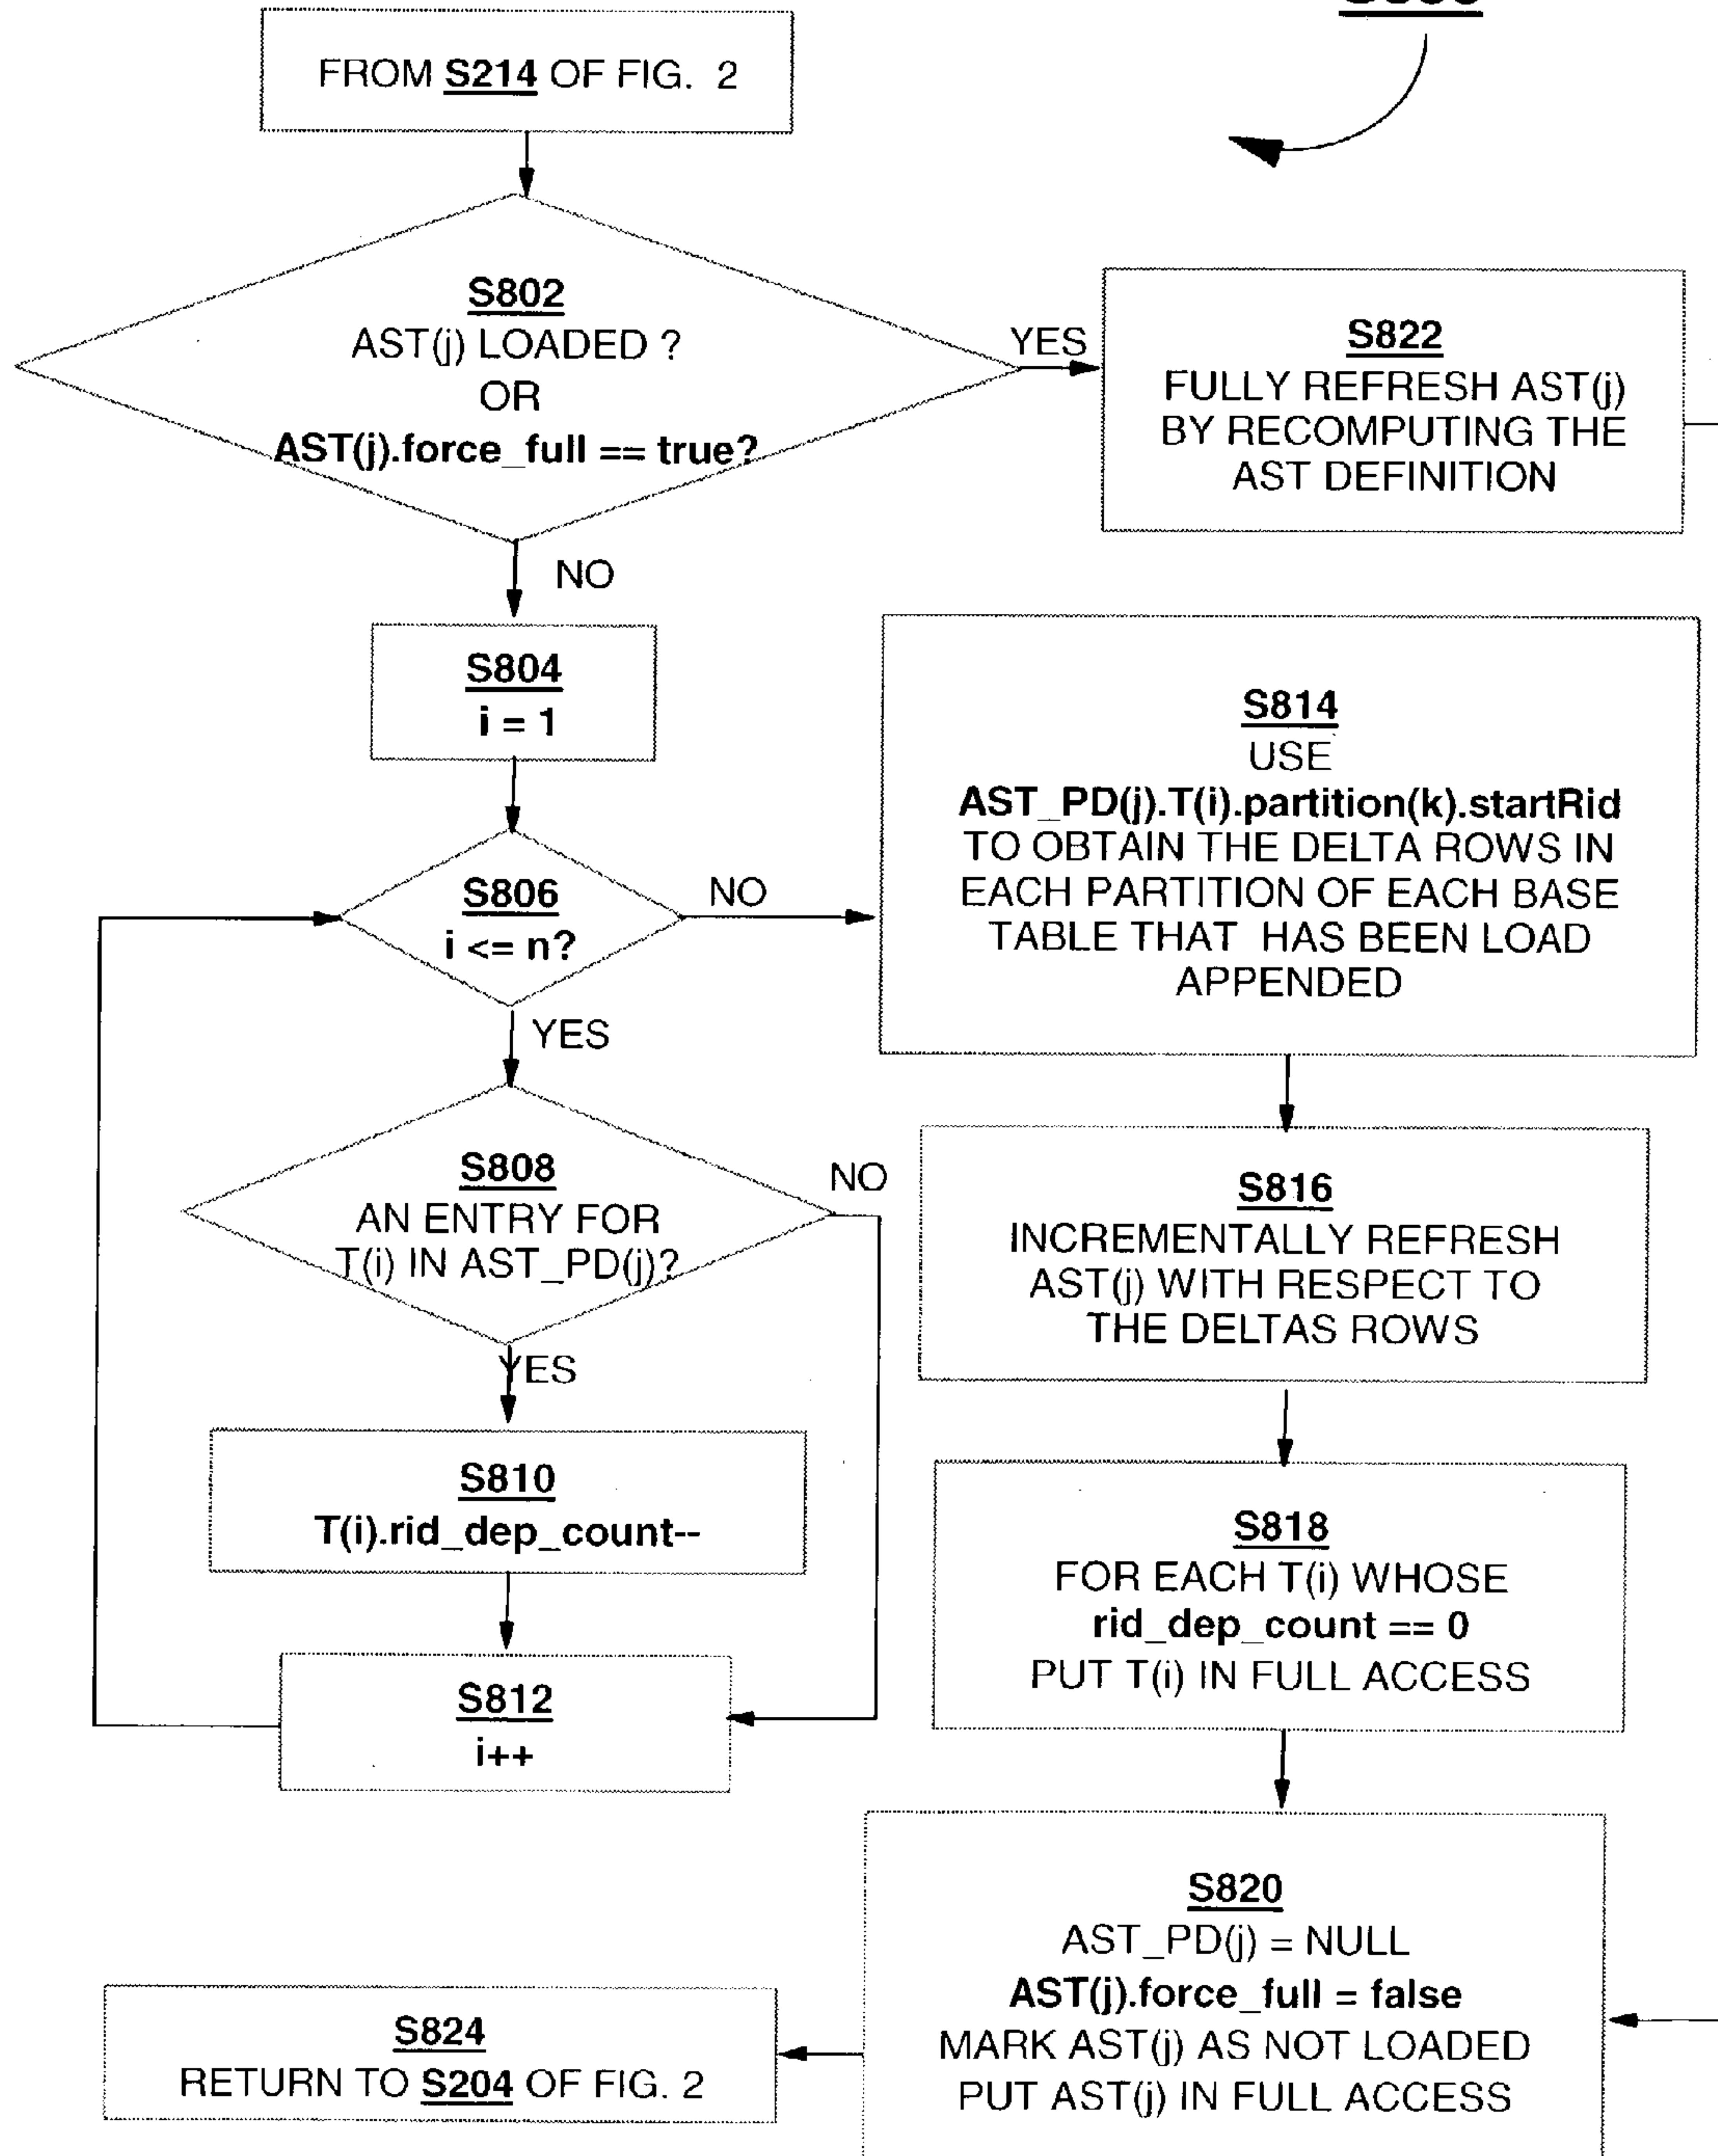 FROM S214 OF FIG. 2
S802
AST(j) LOADED ?
OR
AST(j).force_full == true?
YES
S822
FULLY REFRESH AST(j)
BY RECOMPUTING THE
AST DEFINITION
NO
S804
i = 1
S806
i <= n?
NO
YES
S814
USE
AST_PD(j).T(i).partition(k).startRid
TO OBTAIN THE DELTA ROWS IN
EACH PARTITION OF EACH BASE
TABLE THAT HAS BEEN LOAD
APPENDED
S808
AN ENTRY FOR
T(i) IN AST_PD(j)?
NO
YES
S816
INCREMENTALLY REFRESH
AST(j) WITH RESPECT TO
THE DELTAS ROWS
S810
T(i).rid_dep_count--
S818
FOR EACH T(i) WHOSE
rid_dep_count == 0
PUT T(i) IN FULL ACCESS
S812
i++
S820
AST_PD(j) = NULL
AST(j).force_full = false
MARK AST(j) AS NOT LOADED
PUT AST(j) IN FULL ACCESS
S824
RETURN TO S204 OF FIG. 2